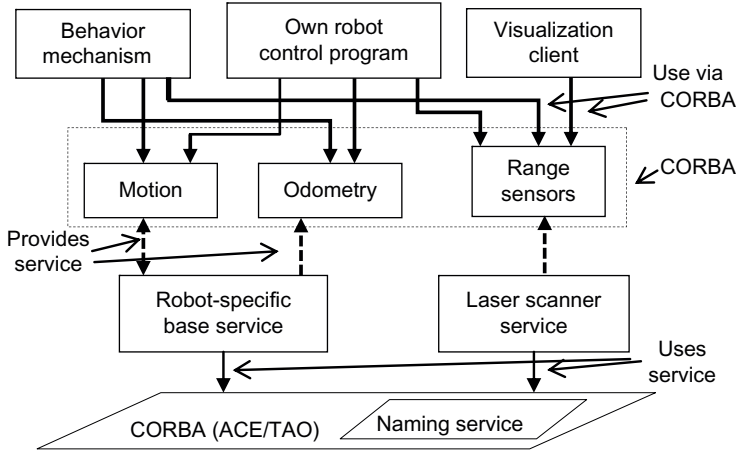 Behavior
mechanism
Own robot
control program
Visualization
client
Use via
CORBA
Motion
Odometry
Range
sensors
CORBA
Provides
service
Robot-specific
base service
Laser scanner
service
Uses
service
CORBA (ACE/TAO)
Naming service